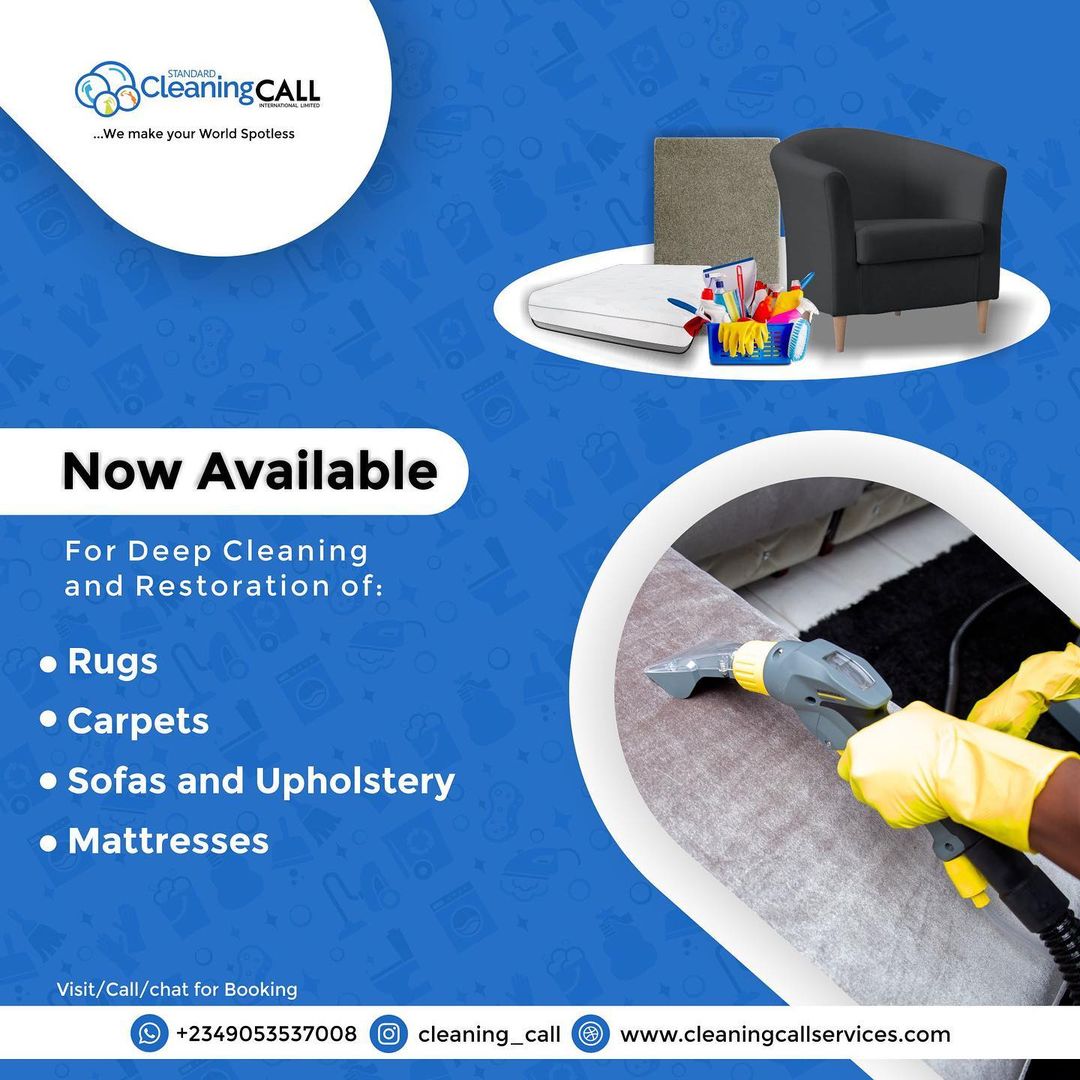 STANDARD
CleaningCALL
INTERNATIONAL LIMITED
...We make your World Spotless
Now Available
For Deep Cleaning
and Restoration of:
• Rugs
• Carpets
• Sofas and Upholstery
• Mattresses
Visit/Call/chat for Booking
+2349053537008 cleaning_call www.cleaningcallservices.com